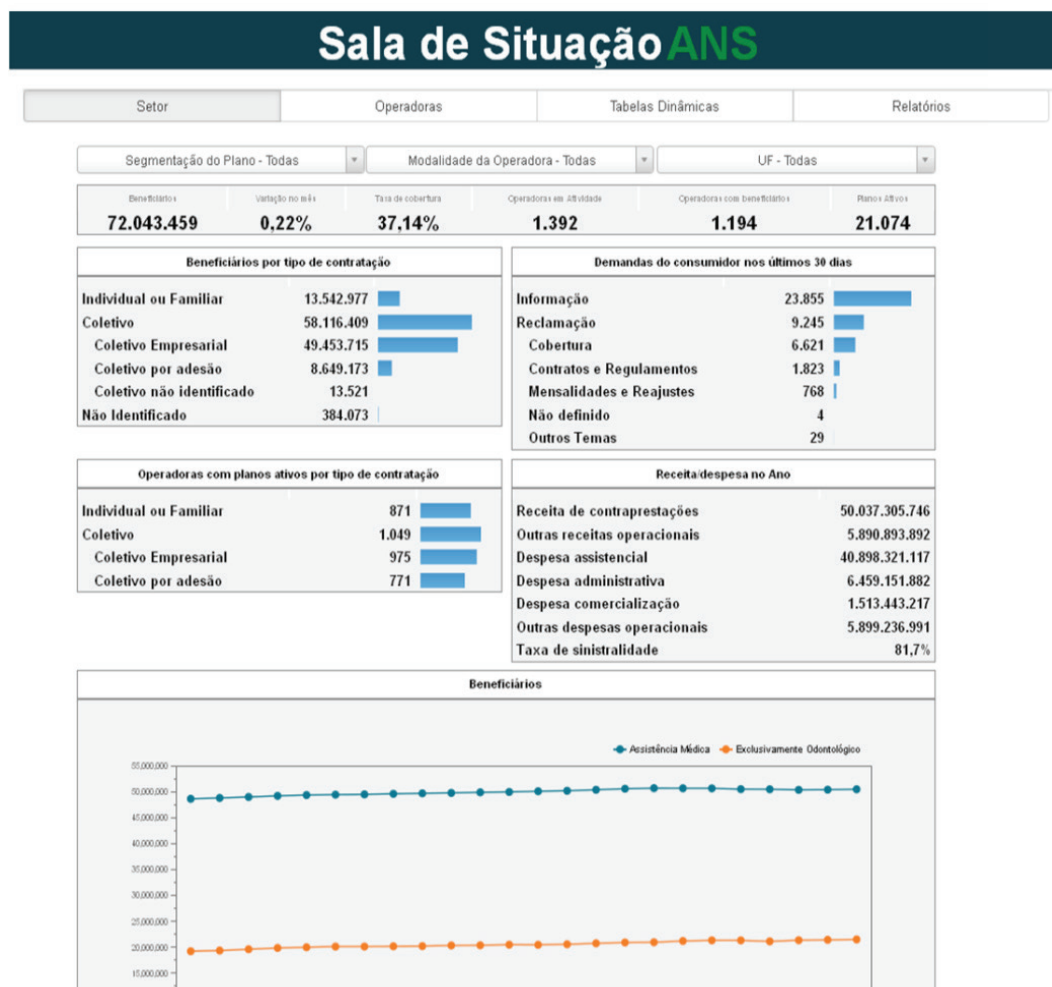 Sala de Situação ANS
Setor Operadoras Tabelas Dinâmicas Relatórios
Segmentação do Plano - Todas Modalidade da Operadora - Todas UF - Todas
Beneficiários Variação no mês Taxa de cobertura Operadoras em Atividade Operadoras com beneficiários Planos Ativos
72.043.459 0,22% 37,14% 1.392 1.194 21.074
Beneficiários por tipo de contratação
Individual ou Familiar 13.542.977
Coletivo 58.116.409
Coletivo Empresarial 49.453.715
Coletivo por adesão 8.649.173
Coletivo não identificado 13.521
Não Identificado 384.073
Demandas do consumidor nos últimos 30 dias
Informação 23.855
Reclamação 9.245
Cobertura 6.621
Contratos e Regulamentos 1.823
Mensalidades e Reajustes 768
Não definido 4
Outros Temas 29
Operadoras com planos ativos por tipo de contratação
Individual ou Familiar 871
Coletivo 1.049
Coletivo Empresarial 975
Coletivo por adesão 771
Receita/despesa no Ano
Receita de contraprestações 50.037.305.746
Outras receitas operacionais 5.890.893.892
Despesa assistencial 40.898.321.117
Despesa administrativa 6.459.151.882
Despesa comercialização 1.513.443.217
Outras despesas operacionais 5.899.236.991
Taxa de sinistralidade 81,7%
Beneficiários
Assistência Médica Exclusivamente Odontológico
55,000,000
50,000,000
45,000,000
40,000,000
35,000,000
30,000,000
25,000,000
20,000,000
15,000,000